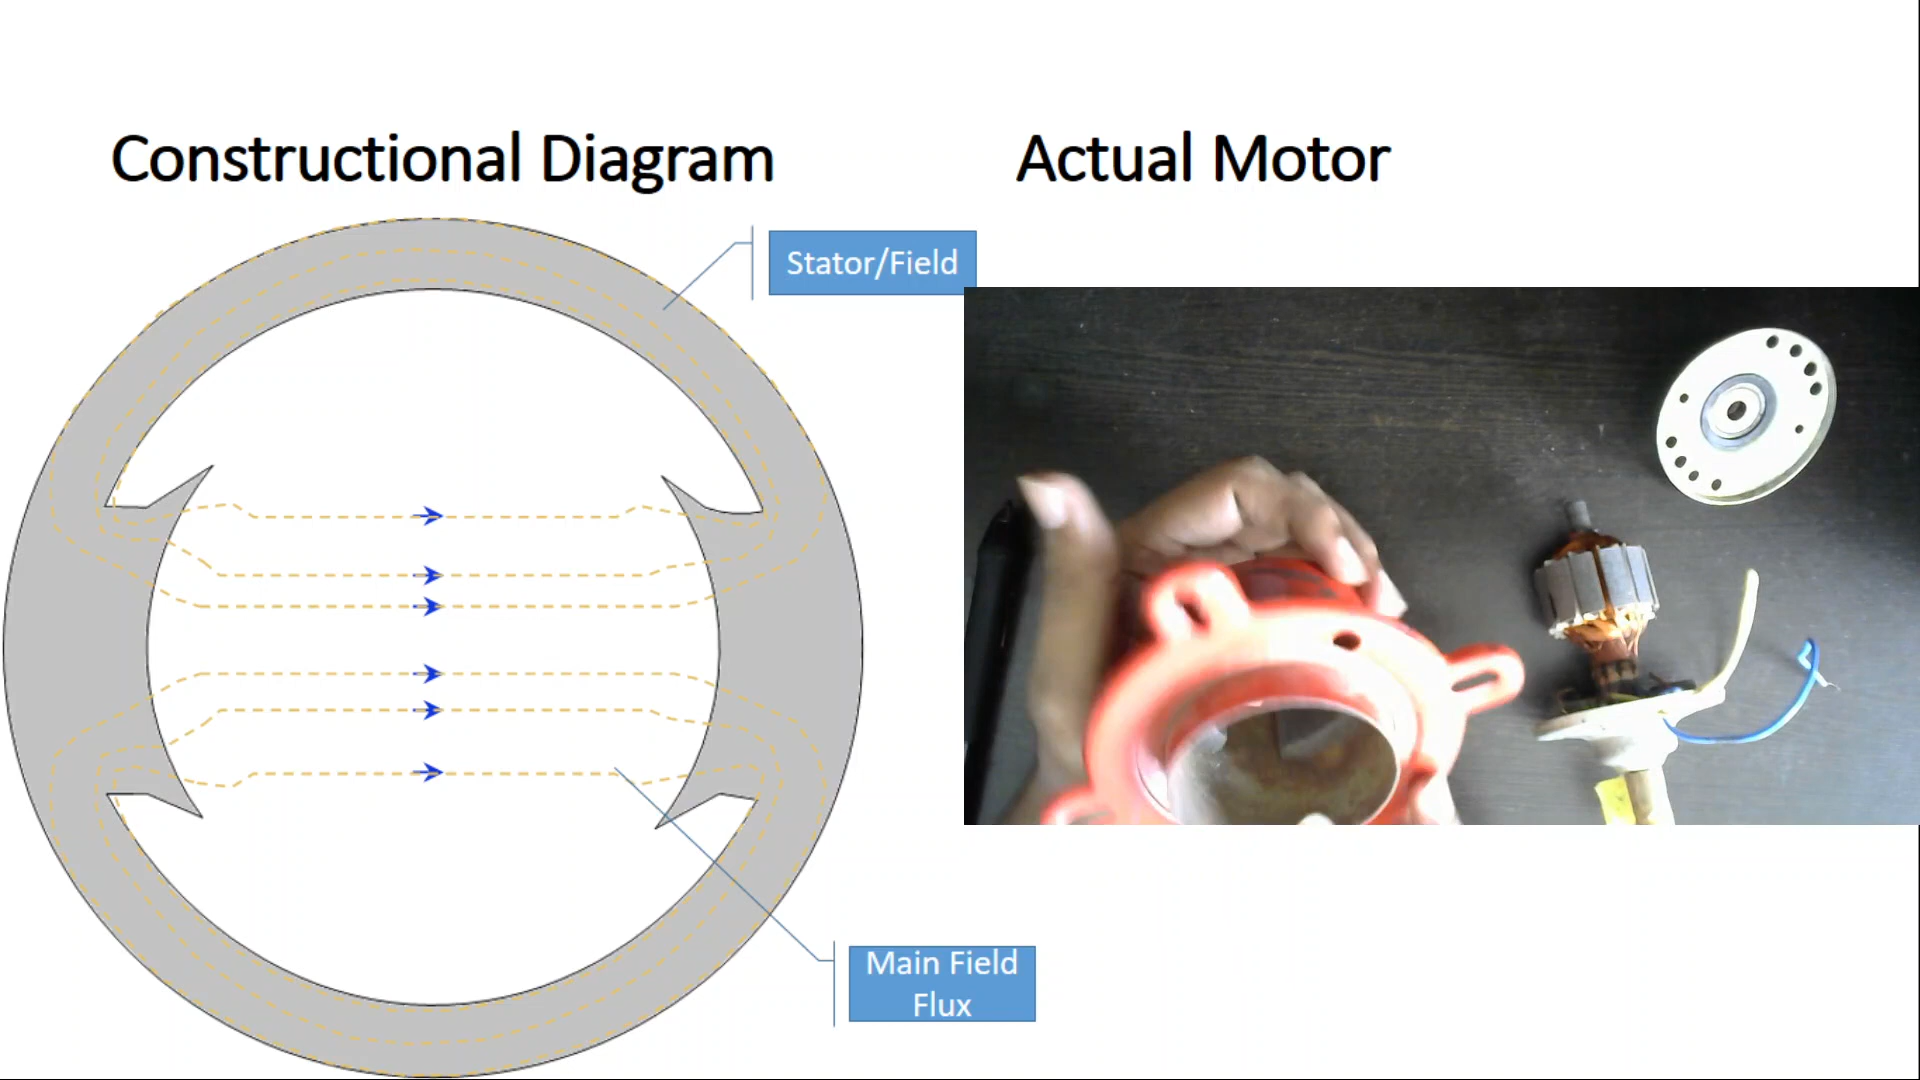 Constructional Diagram
Actual Motor
Stator/Field
Main Field
Flux